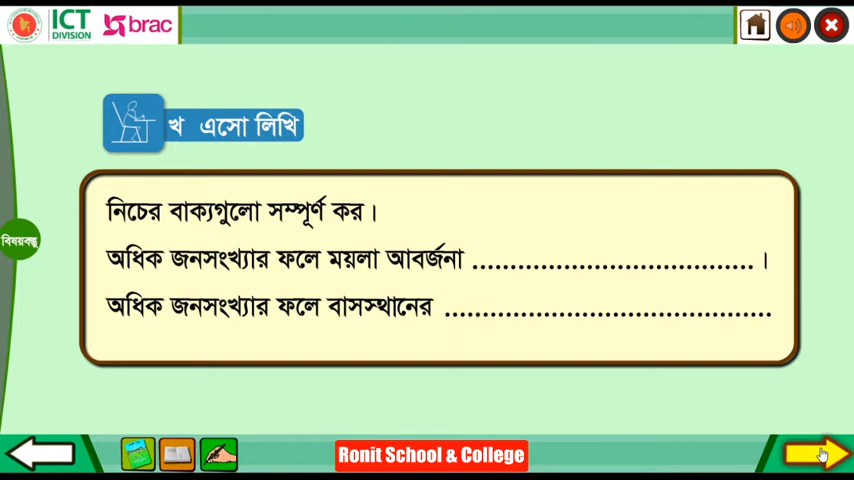 ICT
DIVISION
brac
খ এসো লিখি
নিচের বাক্যগুলো সম্পূর্ণ কর।
অধিক জনসংখ্যার ফলে ময়লা আবর্জনা ..................................... ।
অধিক জনসংখ্যার ফলে বাসস্থানের ...........................................
বিষয়বস্তু
Ronit School & College